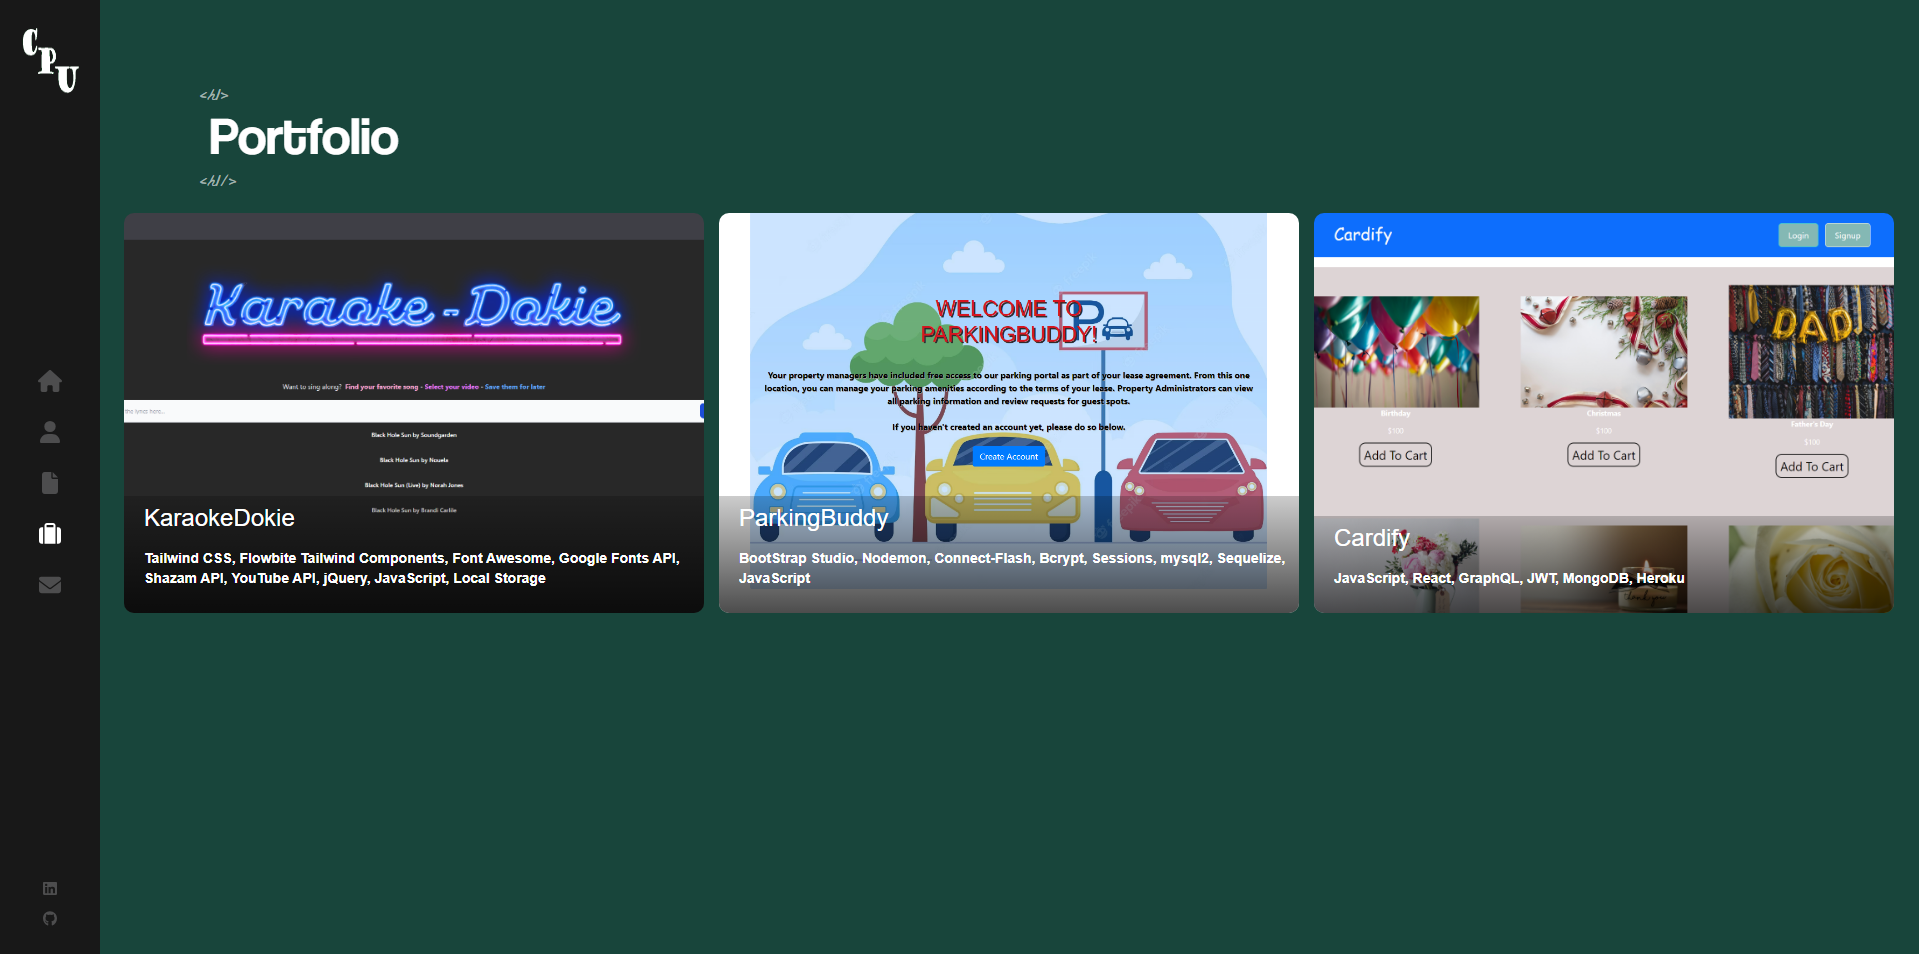 CPU
<h1>
Portfolio
<h1/>
Karaoke - Dokie
Want to sing along? Find your favorite song - Select your video - Save them for later
the lyrics here...
Black Hole Sun by Soundgarden
Black Hole Sun by Nouela
Black Hole Sun (Live) by Norah Jones
Black Hole Sun by Brandi Carlile
KaraokeDokie
Tailwind CSS, Flowbite Tailwind Components, Font Awesome, Google Fonts API,
Shazam API, YouTube API, jQuery, JavaScript, Local Storage
WELCOME TO
PARKINGBUDDY!
P
Your property managers have included free access to our parking portal as part of your lease agreement. From this one
location, you can manage your parking amenities according to the terms of your lease. Property Administrators can view
all parking information and review requests for guest spots.
If you haven't created an account yet, please do so below.
Create Account
ParkingBuddy
BootStrap Studio, Nodemon, Connect-Flash, Bcrypt, Sessions, mysql2, Sequelize,
JavaScript
Cardify
Login
Signup
DAD
Birthday
$100
Add To Cart
Christmas
$100
Add To Cart
Father's Day
$100
Add To Cart
Cardify
JavaScript, React, GraphQL, JWT, MongoDB, Heroku
in